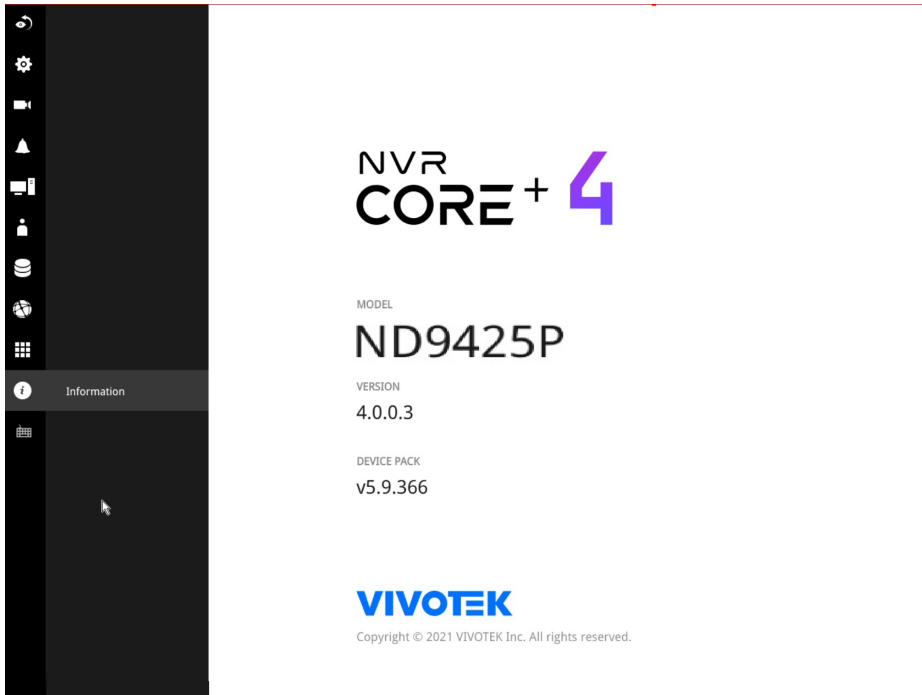 NVR
CORE+ 4
Information
MODEL
ND9425P
VERSION
4.0.0.3
DEVICE PACK
v5.9.366
VIVOTEK
Copyright © 2021 VIVOTEK Inc. All rights reserved.